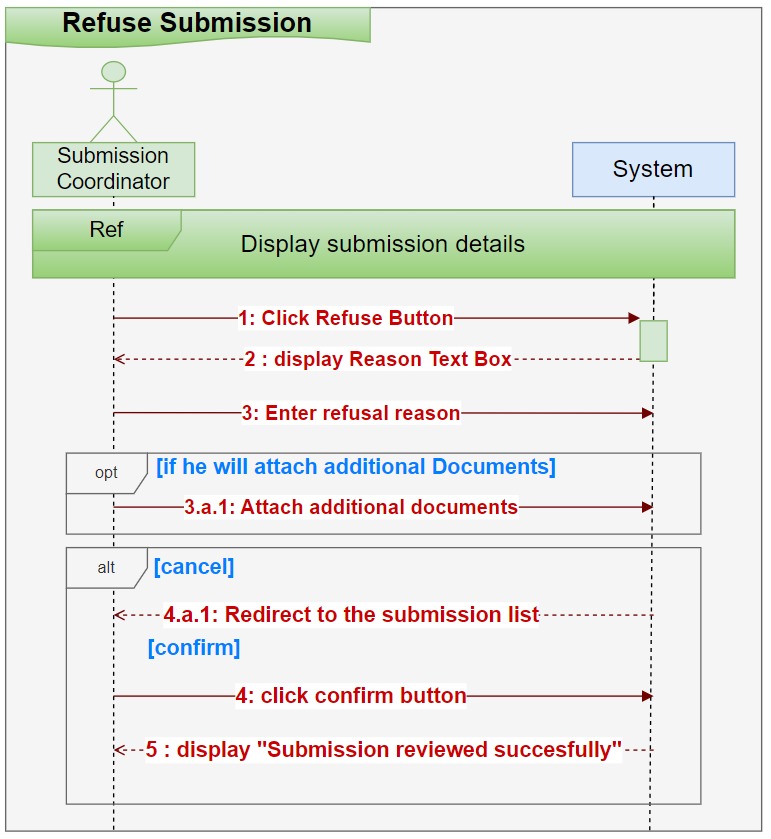 Refuse Submission
Submission
Coordinator
System
Ref
Display submission details
1: Click Refuse Button
2 : display Reason Text Box
3: Enter refusal reason
opt
[if he will attach additional Documents]
3.a.1: Attach additional documents
alt
[cancel]
4.a.1: Redirect to the submission list
[confirm]
4: click confirm button
5 : display "Submission reviewed succesfully"